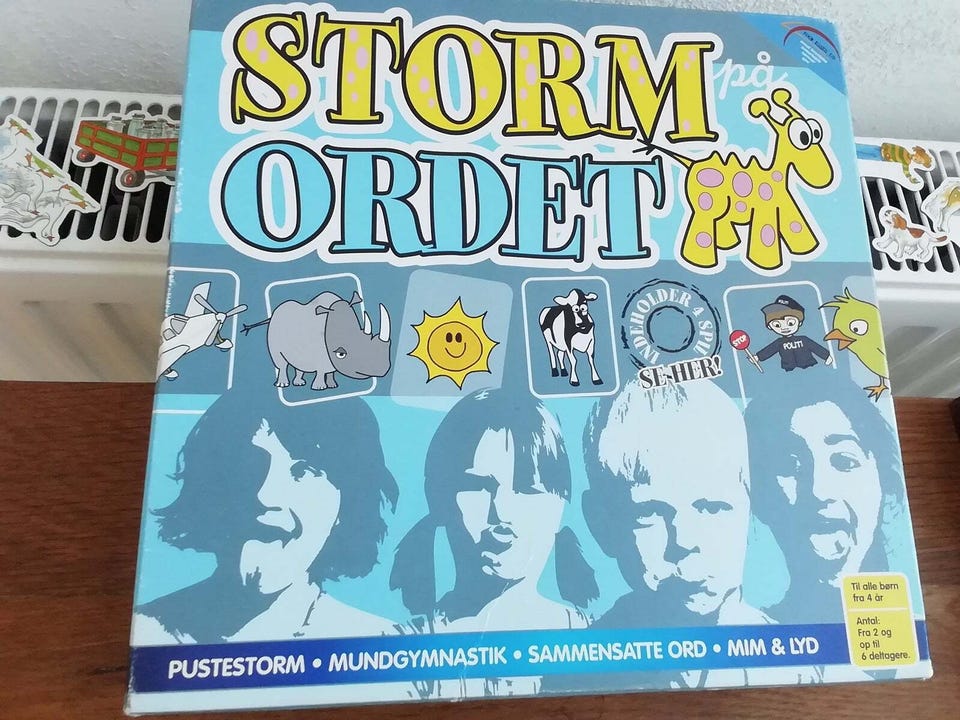 STORM
på
ORDET
INDEHOLDER 4 SPIL
SE HER!
STOP
POLITI
Til alle børn
fra 4 år
Antal:
Fra 2 og
op til
6 deltagere.
PUSTESTORM • MUNDGYMNASTIK • SAMMENSATTE ORD • MIM & LYD